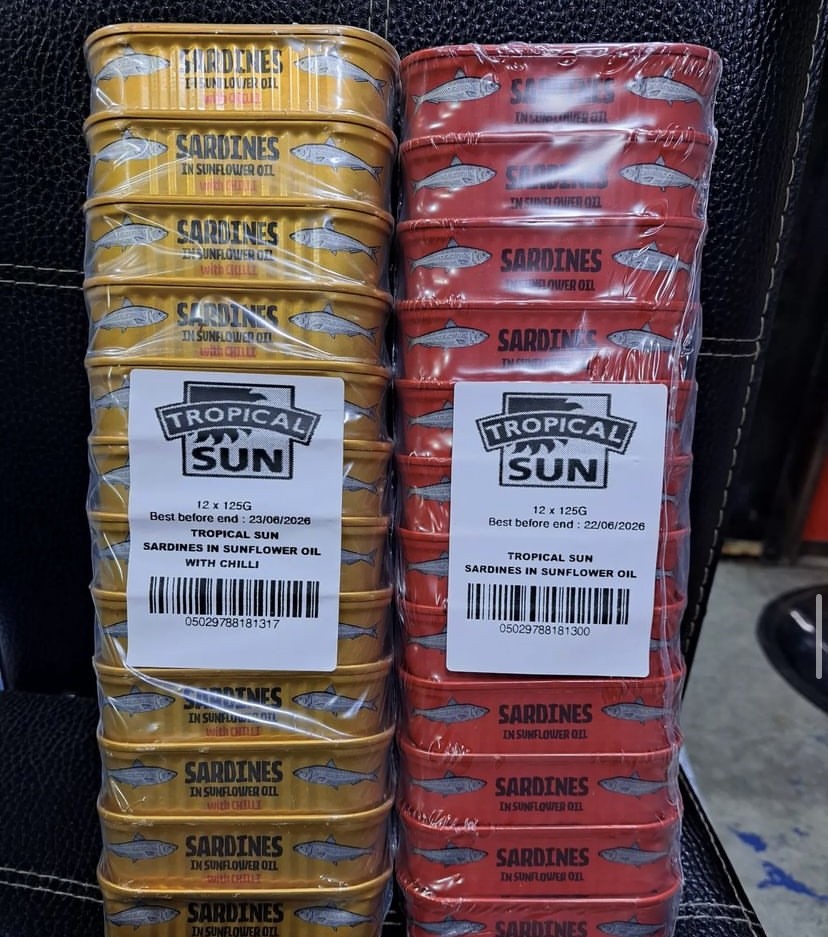 SARDINES
IN SUNFLOWER OIL
with CHILLI
SARDINES
IN SUNFLOWER OIL
with CHILLI
SARDINES
IN SUNFLOWER OIL
with CHILLI
SARDINES
IN SUNFLOWER OIL
with CHILLI
TROPICAL
SUN
12 x 125G
Best before end : 23/06/2026
TROPICAL SUN
SARDINES IN SUNFLOWER OIL
WITH CHILLI
05029788181317
SARDINES
IN SUNFLOWER OIL
with CHILLI
SARDINES
IN SUNFLOWER OIL
with CHILLI
SARDINES
IN SUNFLOWER OIL
with CHILLI
SARDINES
IN SUNFLOWER OIL
SARDINES
IN SUNFLOWER OIL
SARDINES
IN SUNFLOWER OIL
SARDINES
IN SUNFLOWER OIL
SARDINES
TROPICAL
SUN
12 x 125G
Best before end : 22/06/2026
TROPICAL SUN
SARDINES IN SUNFLOWER OIL
05029788181300
SARDINES
IN SUNFLOWER OIL
SARDINES
IN SUNFLOWER OIL
SARDINES
IN SUNFLOWER OIL
SARDINES